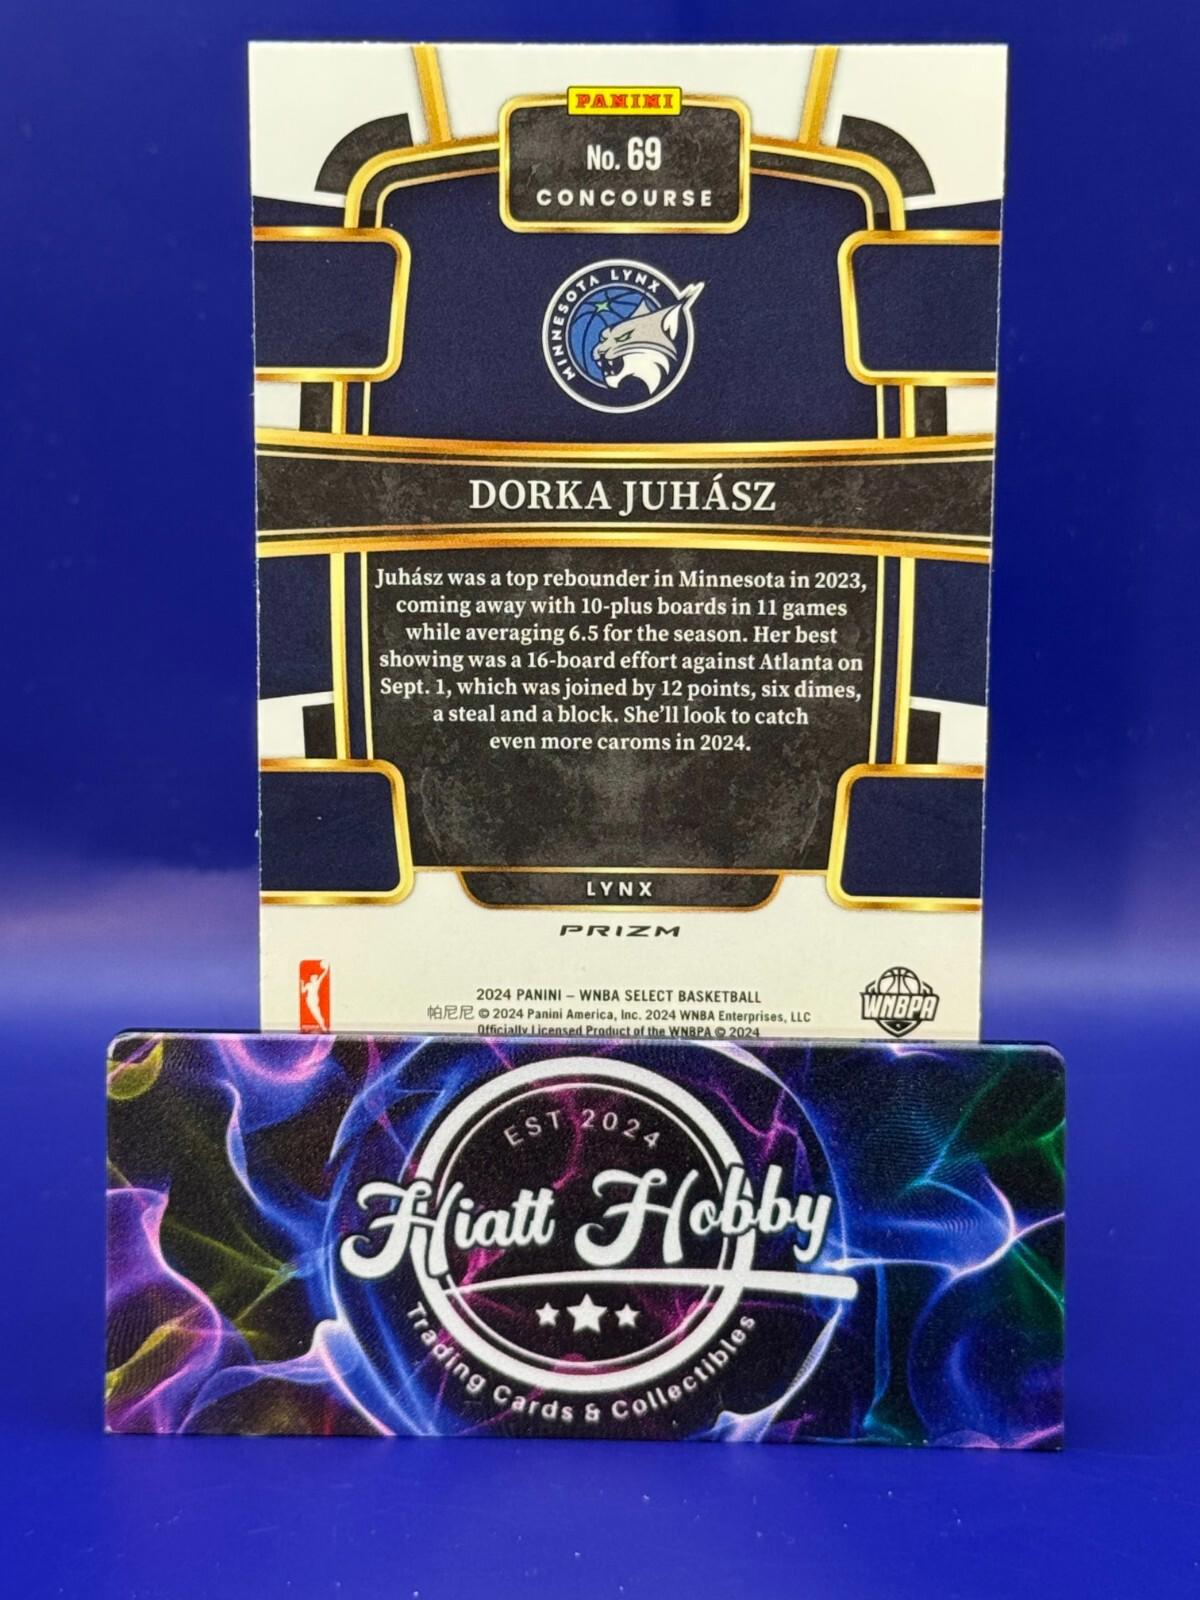 PANINI
No. 69
CONCOURSE
MINNESOTA LYNX
DORKA JUHÁSZ
Juhász was a top rebounder in Minnesota in 2023,
coming away with 10-plus boards in 11 games
while averaging 6.5 for the season. Her best
showing was a 16-board effort against Atlanta on
Sept. 1, which was joined by 12 points, six dimes,
a steal and a block. She'll look to catch
even more caroms in 2024.
LYNX
PRIZM
2024 PANINI – WNBA SELECT BASKETBALL
帕尼尼 © 2024 Panini America, Inc. 2024 WNBA Enterprises, LLC
Officially Licensed Product of the WNBPA © 2024
WNBPA
EST 2024
Hiatt Hobby
Trading Cards & Collectibles